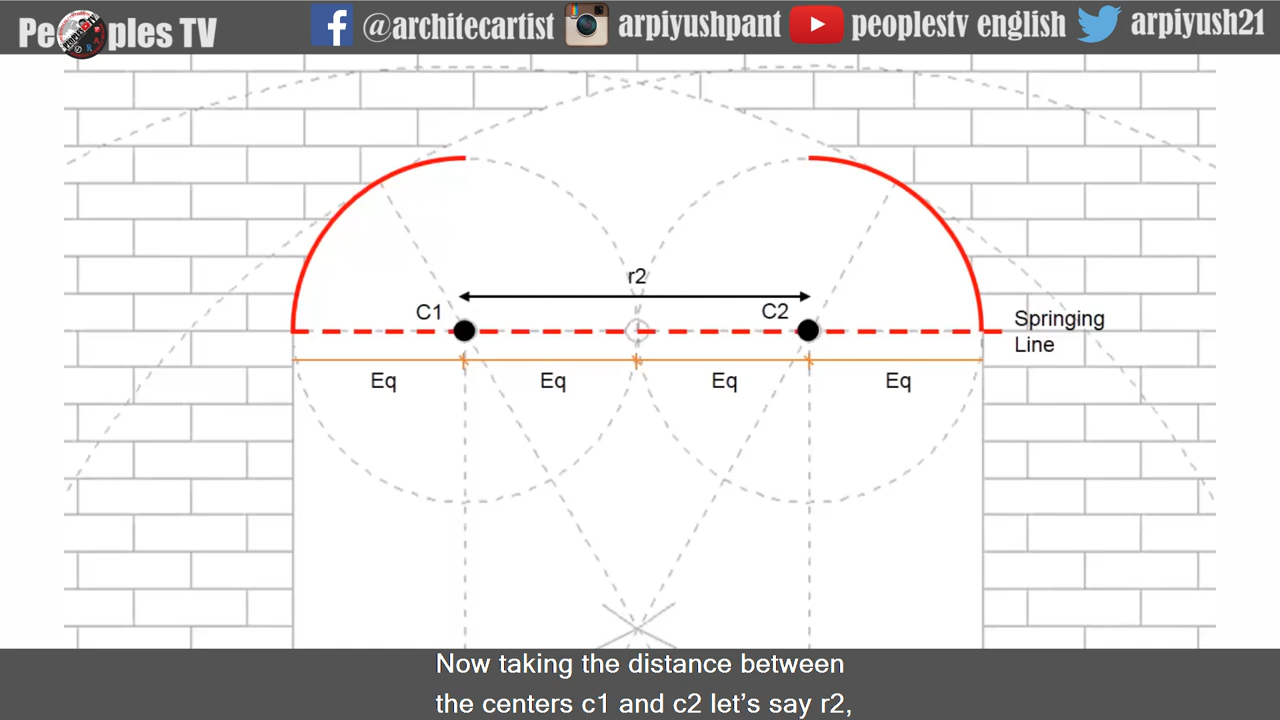 Peoples TV
@architecartist
arpiyushpant
peoplestv english
arpiyush21
r2
C1
C2
Springing
Line
Eq
Eq
Eq
Eq
Now taking the distance between
the centers c1 and c2 let’s say r2,